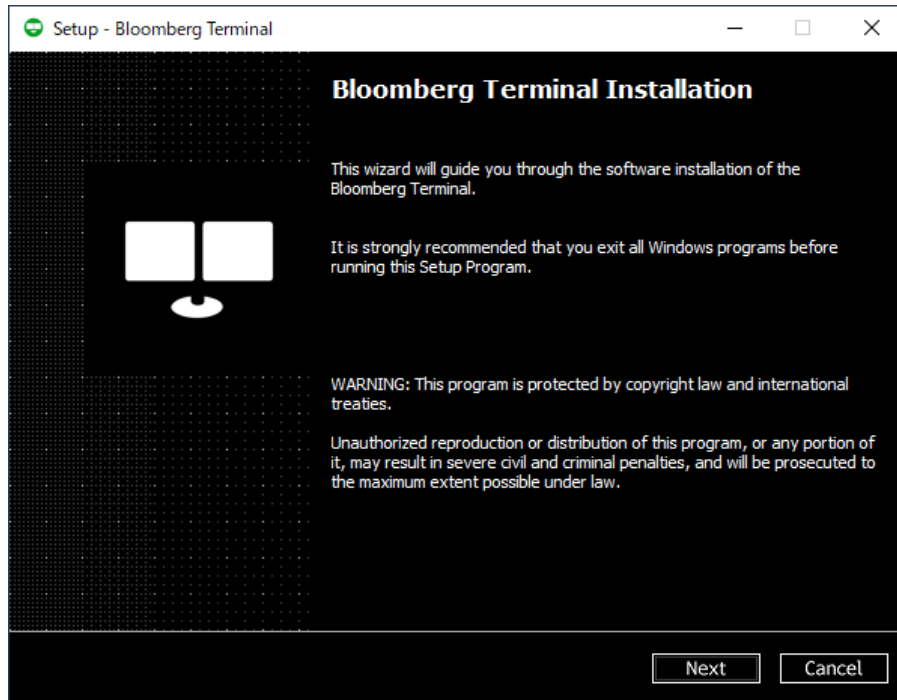 Setup - Bloomberg Terminal
Bloomberg Terminal Installation
This wizard will guide you through the software installation of the
Bloomberg Terminal.
It is strongly recommended that you exit all Windows programs before
running this Setup Program.
WARNING: This program is protected by copyright law and international
treaties.
Unauthorized reproduction or distribution of this program, or any portion of
it, may result in severe civil and criminal penalties, and will be prosecuted to
the maximum extent possible under law.
Next
Cancel